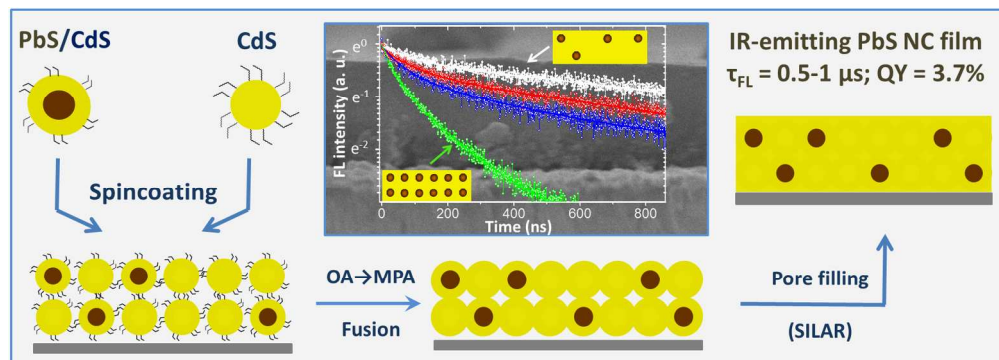 PbS/CdS
CdS
Spincoating
FL intensity (a. u.)
e⁰
e⁻¹
e⁻²
0 200 400 600 800
Time (ns)
IR-emitting PbS NC film
τFL = 0.5-1 μs; QY = 3.7%
OA→MPA
Fusion
Pore filling
(SILAR)